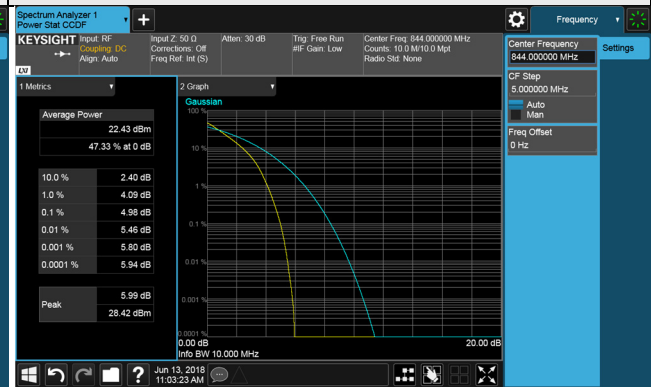 Spectrum Analyzer 1
Power Stat CCDF
Frequency
KEYSIGHT
Input: RF
Coupling: DC
Align: Auto
Input Z: 50 Ω
Corrections: Off
Freq Ref: Int (S)
Atten: 30 dB
Trig: Free Run
#IF Gain: Low
Center Freq: 844.000000 MHz
Counts: 10.0 M/10.0 Mpt
Radio Std: None
LXI
Center Frequency
844.000000 MHz
Settings
CF Step
5.000000 MHz
Auto
Man
Freq Offset
0 Hz
1 Metrics
Average Power
22.43 dBm
47.33 % at 0 dB
10.0 % 2.40 dB
1.0 % 4.09 dB
0.1 % 4.98 dB
0.01 % 5.46 dB
0.001 % 5.80 dB
0.0001 % 5.94 dB
Peak
5.99 dB
28.42 dBm
2 Graph
Gaussian
100 %
10 %
1 %
0.1 %
0.01 %
0.001 %
0.0001 %
0.00 dB
20.00 dB
Info BW 10.000 MHz
?
Jun 13, 2018
11:03:23 AM